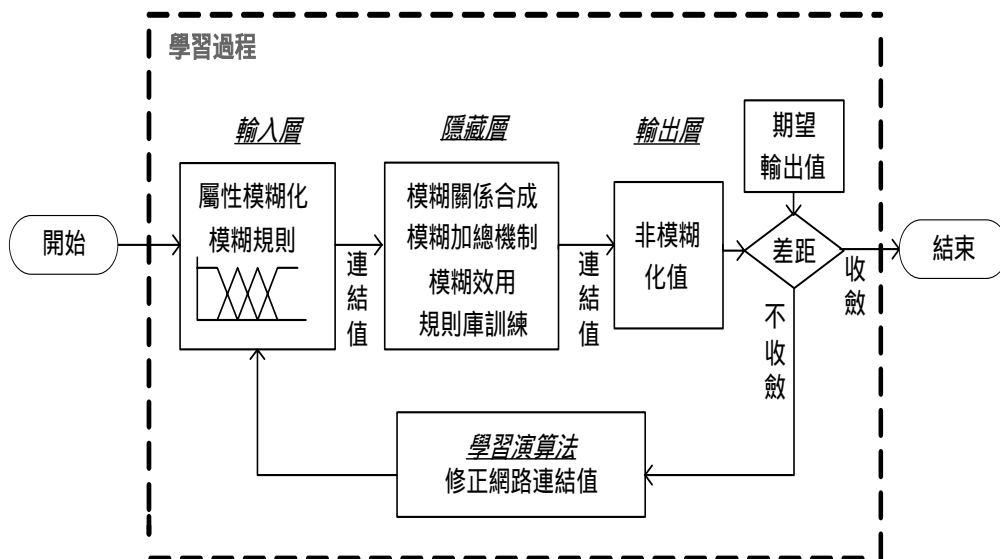 學習過程
輸入層
隱藏層
輸出層
期望
輸出值
開始
屬性模糊化
模糊規則
連結值
模糊關係合成
模糊加總機制
模糊效用
規則庫訓練
連結值
非模糊
化值
差距
收斂
結束
不收斂
學習演算法
修正網路連結值